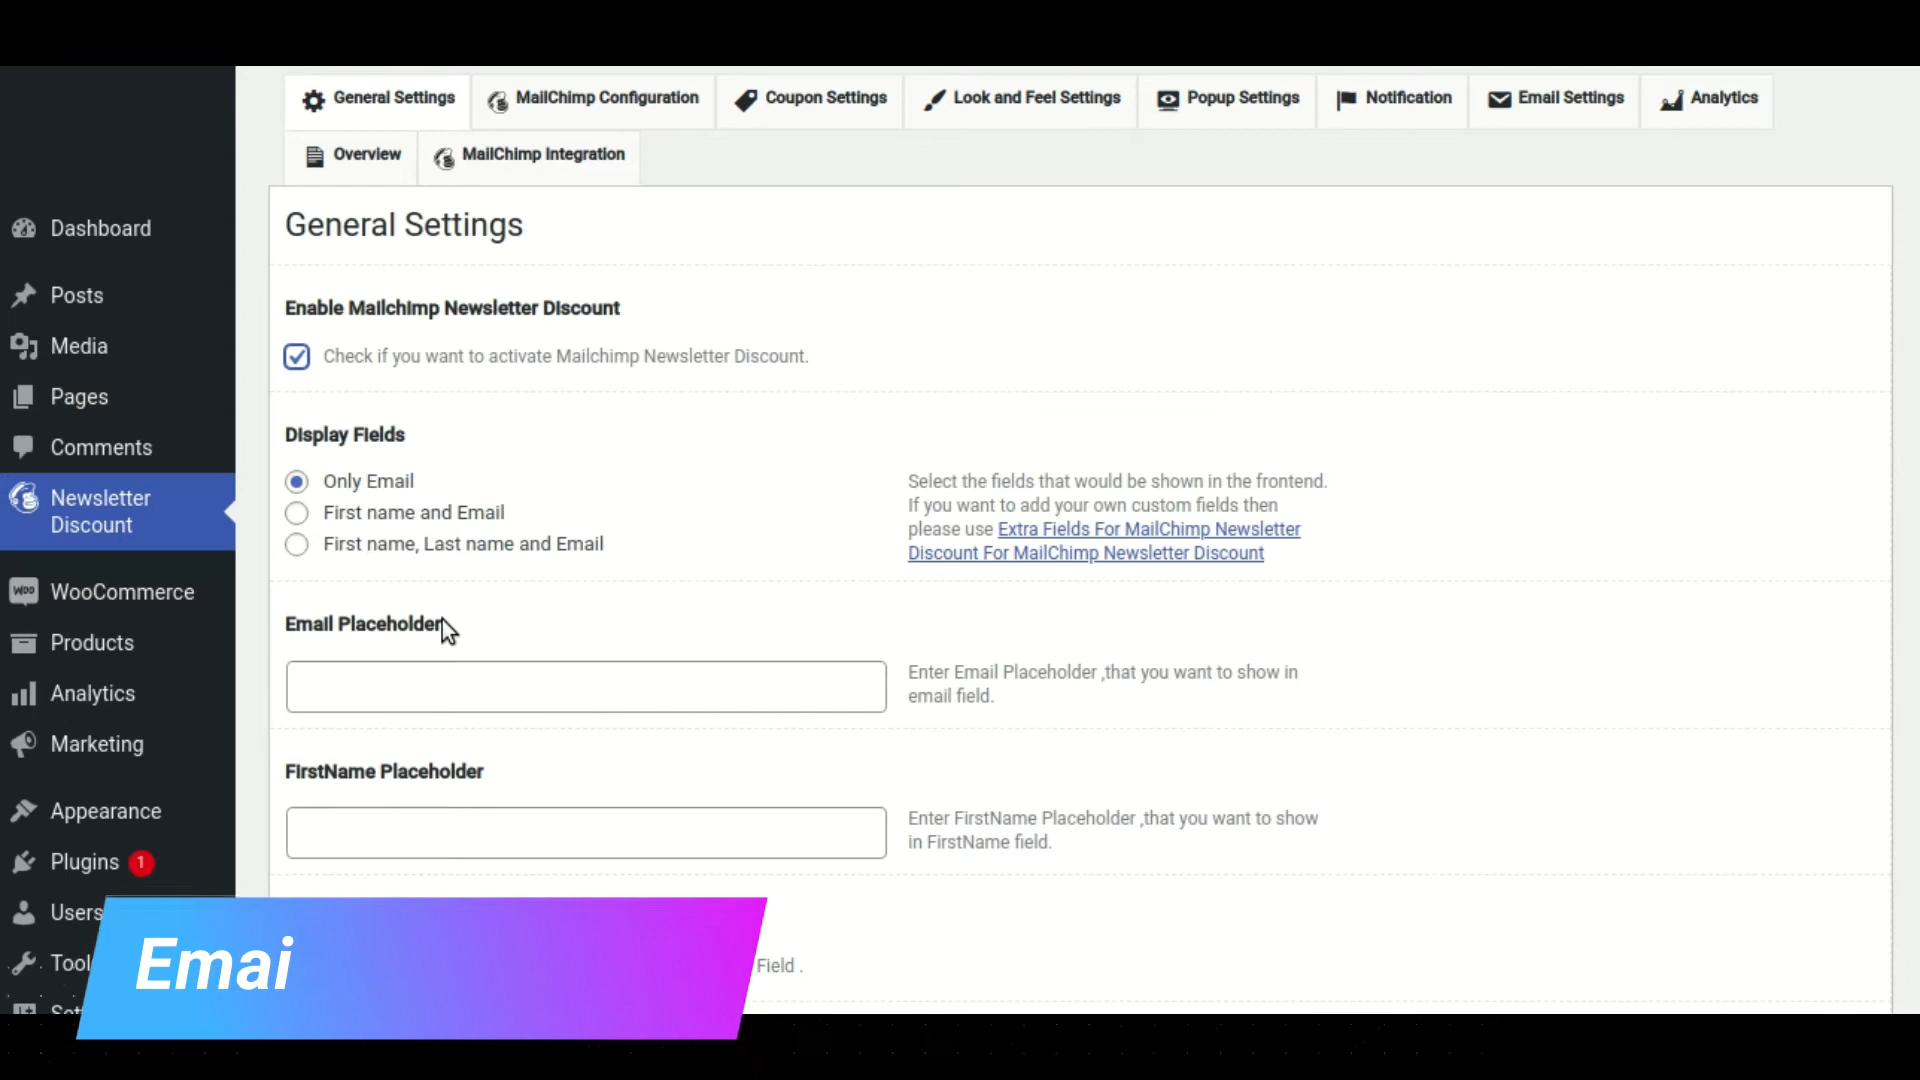 General Settings
MailChimp Configuration
Coupon Settings
Look and Feel Settings
Popup Settings
Notification
Email Settings
Analytics
Overview
MailChimp Integration
Dashboard
Posts
Media
Pages
Comments
Newsletter
Discount
WOO
WooCommerce
Products
Analytics
Marketing
Appearance
Plugins 1
Users
General Settings
Enable Mailchimp Newsletter Discount
Check if you want to activate Mailchimp Newsletter Discount.
Display Fields
Only Email
First name and Email
First name, Last name and Email
Select the fields that would be shown in the frontend.
If you want to add your own custom fields then
please use Extra Fields For MailChimp Newsletter
Discount For MailChimp Newsletter Discount
Email Placeholder
Enter Email Placeholder ,that you want to show in
email field.
FirstName Placeholder
Enter FirstName Placeholder ,that you want to show
in FirstName field.
Field .
Emai